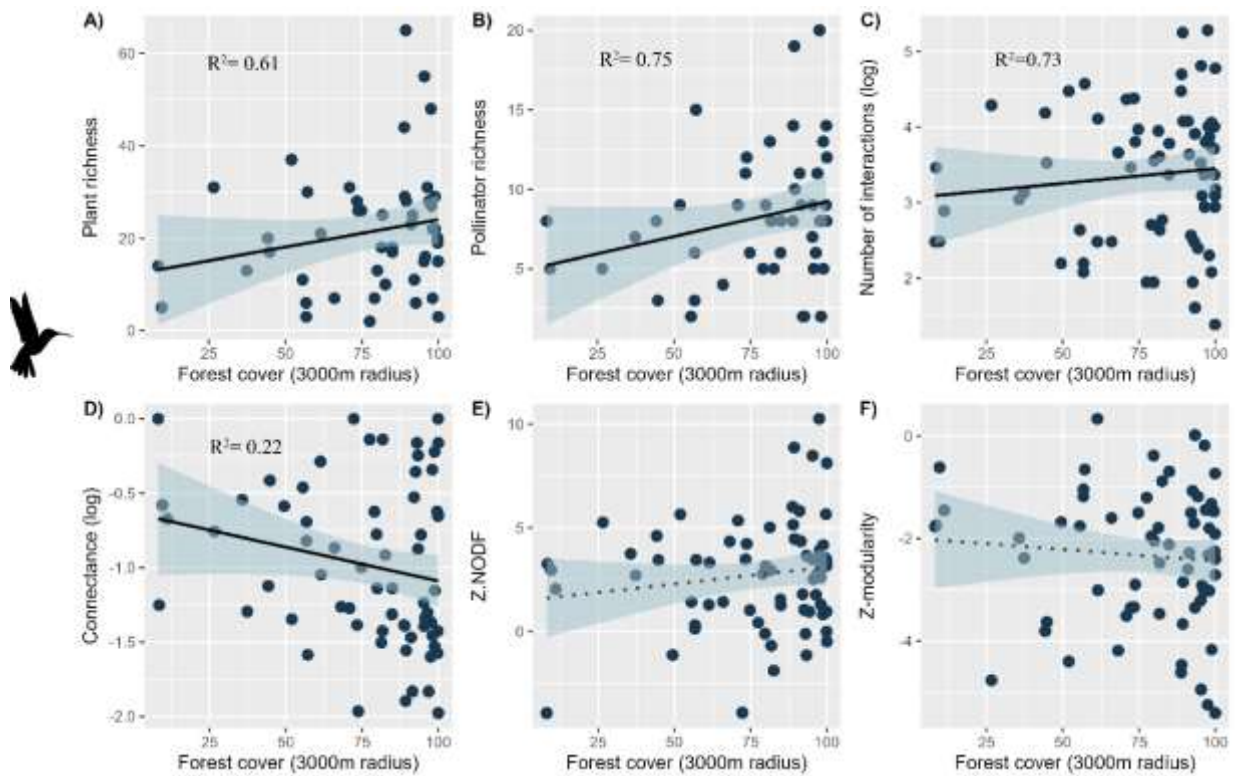 A)
R²= 0.61
Plant richness
60
40
20
0
25 50 75 100
Forest cover (3000m radius)
B)
R²= 0.75
Pollinator richness
20
15
10
5
25 50 75 100
Forest cover (3000m radius)
C)
R²=0.73
Number of interactions (log)
5
4
3
2
25 50 75 100
Forest cover (3000m radius)
D)
R²= 0.22
Connectance (log)
0.0
-0.5
-1.0
-1.5
-2.0
25 50 75 100
Forest cover (3000m radius)
E)
Z.NODF
10
5
0
25 50 75 100
Forest cover (3000m radius)
F)
Z-modularity
0
-2
-4
25 50 75 100
Forest cover (3000m radius)